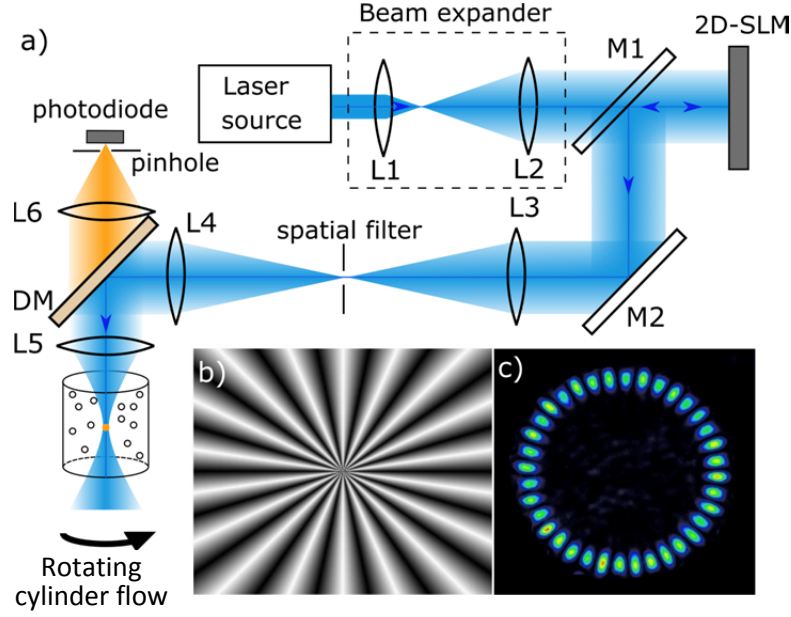 a)
Beam expander
M1
2D-SLM
Laser
source
L1
L2
photodiode
pinhole
L6
L4
spatial filter
L3
DM
M2
L5
b)
c)
Rotating
cylinder flow